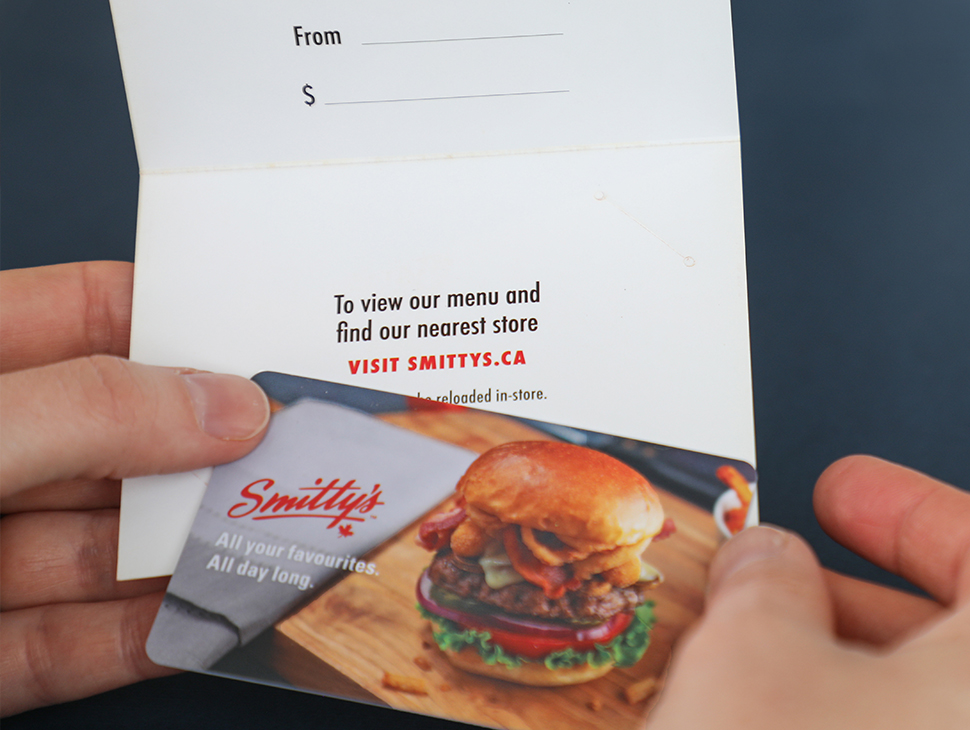 From
$
To view our menu and
find our nearest store
VISIT SMITTYS.CA
be reloaded in-store.
Smitty's
All your favourites.
All day long.